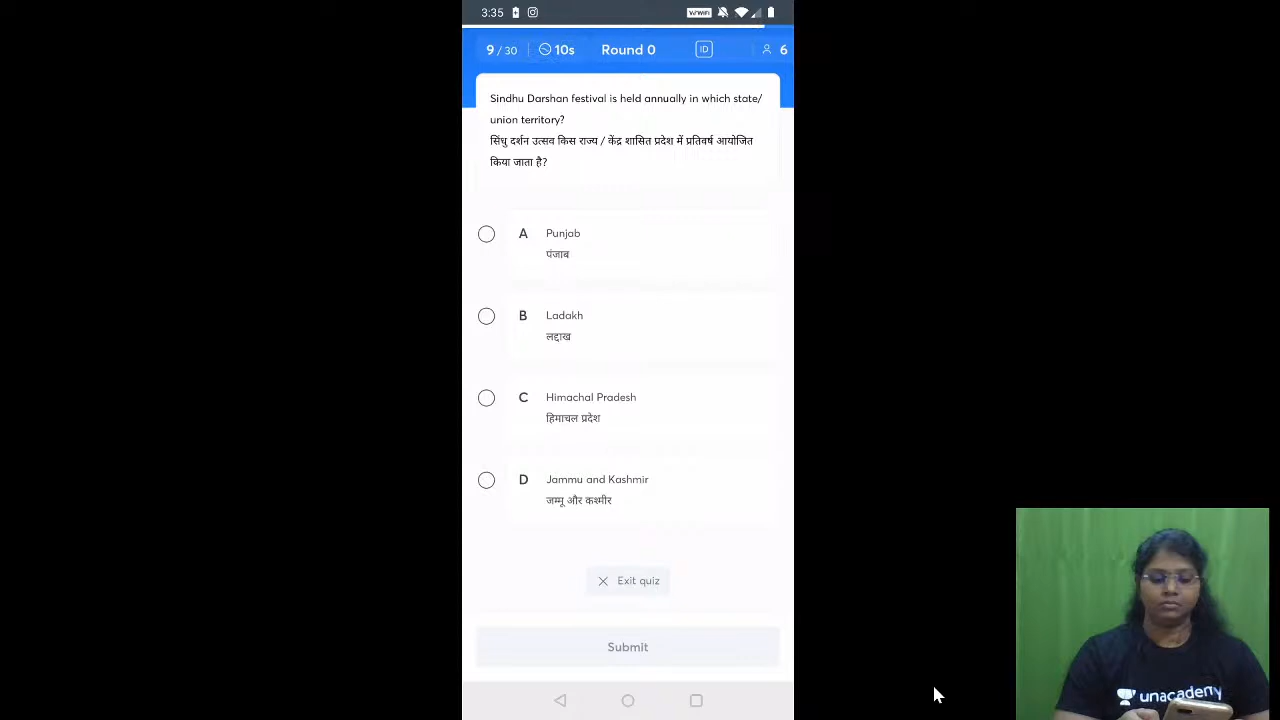 3:35
9 / 30
10s
Round 0
ID
6
Sindhu Darshan festival is held annually in which state/
union territory?
सिंधु दर्शन उत्सव किस राज्य / केंद्र शासित प्रदेश में प्रतिवर्ष आयोजित
किया जाता है?
A Punjab
पंजाब
B Ladakh
लद्दाख
C Himachal Pradesh
हिमाचल प्रदेश
D Jammu and Kashmir
जम्मू और कश्मीर
Exit quiz
Submit
unacademy